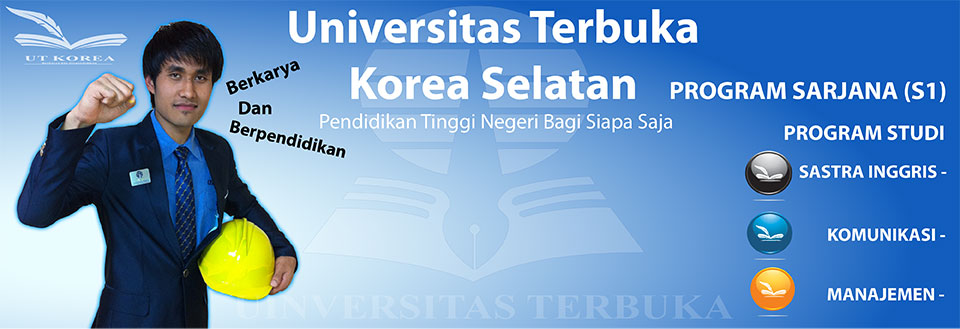 UT KOREA
Berkarya
Dan
Berpendidikan
Universitas Terbuka
Korea Selatan
Pendidikan Tinggi Negeri Bagi Siapa Saja
PROGRAM SARJANA (S1)
PROGRAM STUDI
SASTRA INGGRIS -
KOMUNIKASI -
MANAJEMEN -
UINVERSITAS TERBUKA